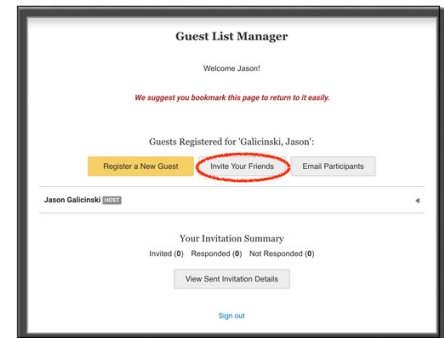 Guest List Manager
Welcome Jason!
We suggest you bookmark this page to return to it easily.
Guests Registered for 'Galicinski, Jason':
Register a New Guest Invite Your Friends Email Participants
Jason Galicinski HOST
Your Invitation Summary
Invited (0) Responded (0) Not Responded (0)
View Sent Invitation Details
Sign out